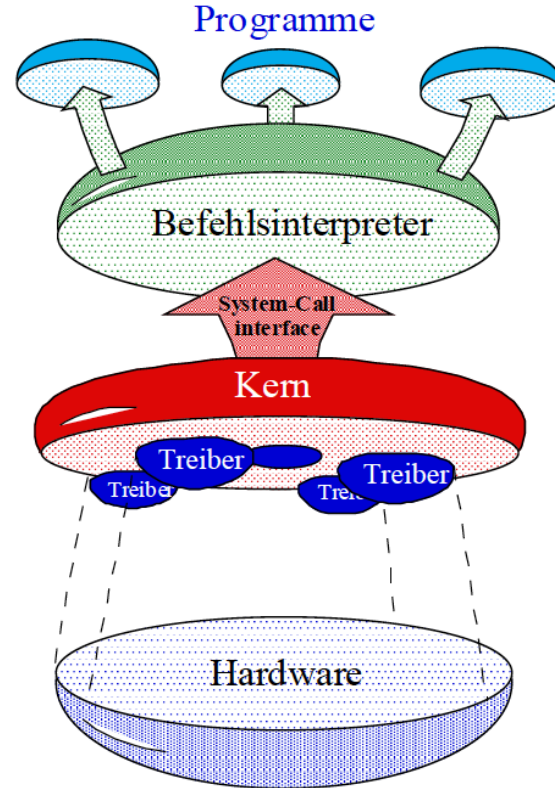 Programme
Befehlsinterpreter
System-Call
interface
Kern
Treiber
Treiber
Treiber
Hardware